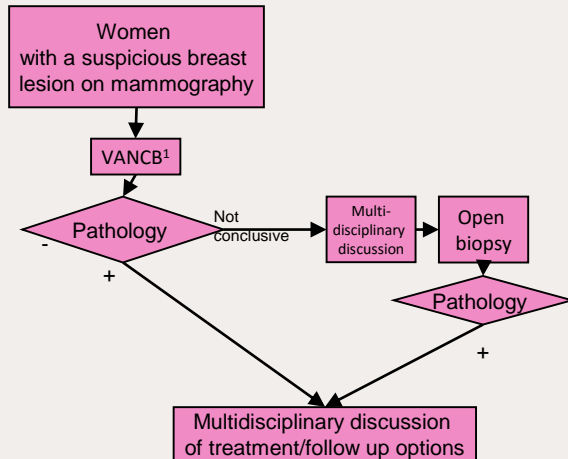 Women
with a suspicious breast
lesion on mammography
VANCB¹
Pathology
-
+
Not
conclusive
Multi-
disciplinary
discussion
Open
biopsy
Pathology
+
Multidisciplinary discussion
of treatment/follow up options